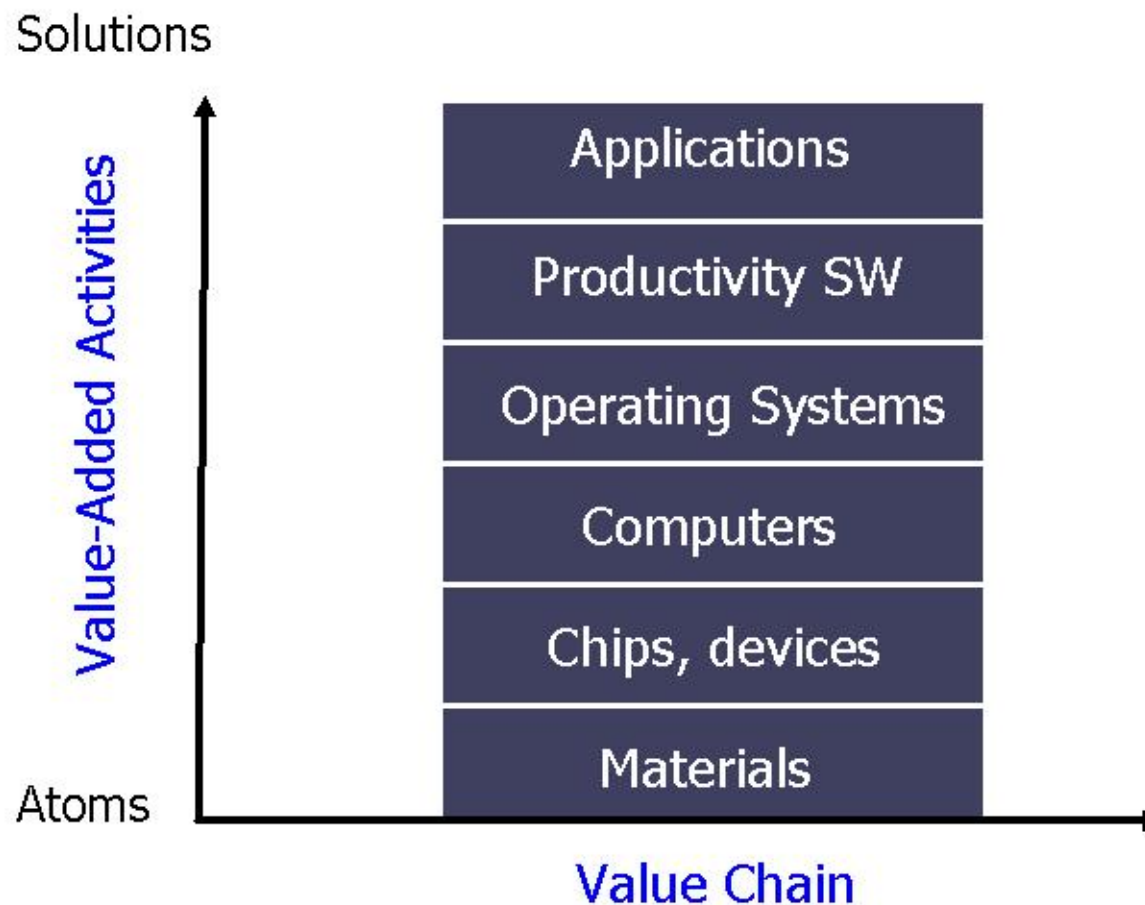 Solutions
Value-Added Activities
Applications
Productivity SW
Operating Systems
Computers
Chips, devices
Materials
Atoms
Value Chain